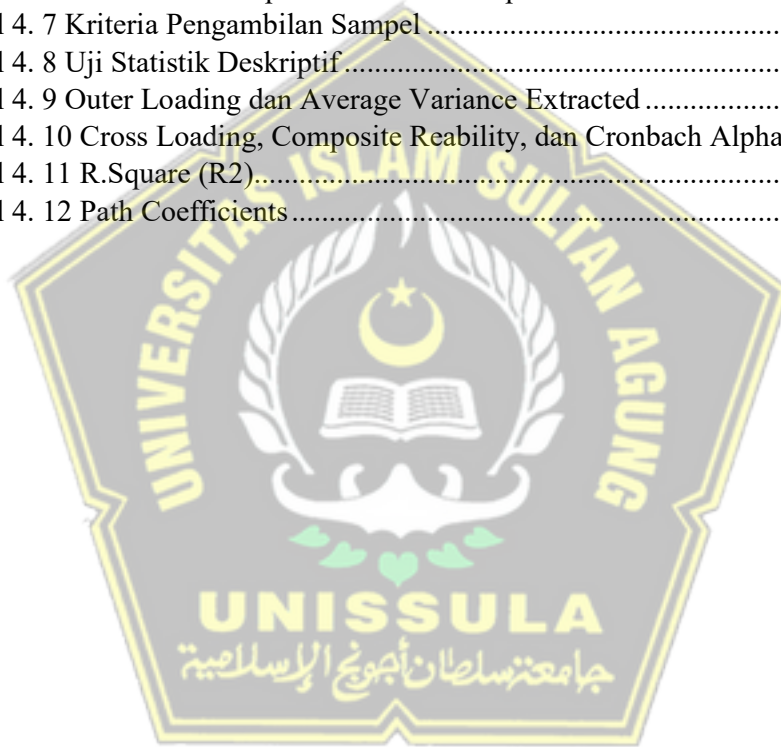 l 4. 7 Kriteria Pengambilan Sampel
l 4. 8 Uji Statistik Deskriptif
l 4. 9 Outer Loading dan Average Variance Extracted
l 4. 10 Cross Loading, Composite Reability, dan Cronbach Alpha
l 4. 11 R.Square (R2)
l 4. 12 Path Coefficients
UNIVERSITAS ISLAM SULTAN AGUNG
UNISSULA
جامعة سلطان أجونج الإسلامية